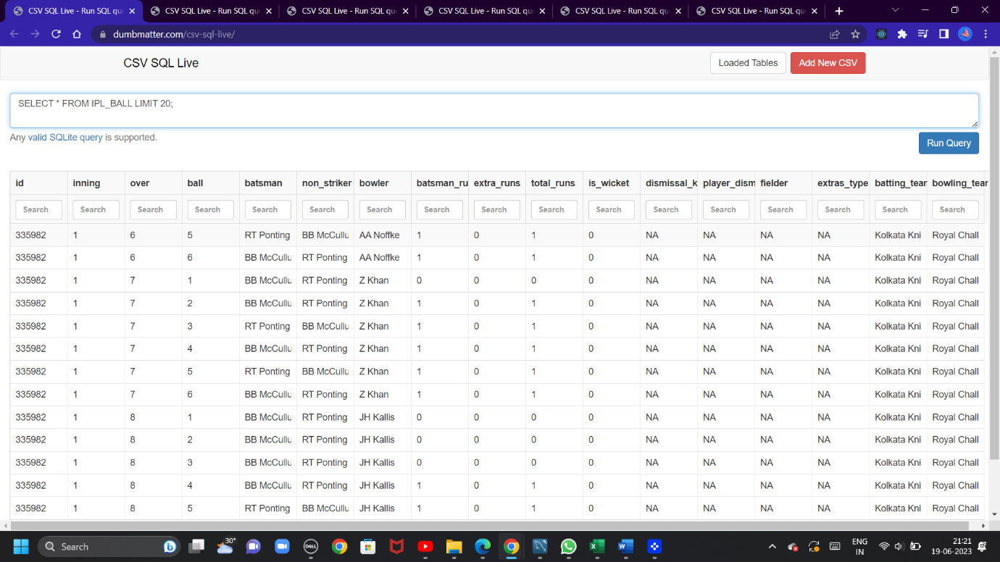 CSV SQL Live - Run SQL qu CSV SQL Live - Run SQL qu CSV SQL Live - Run SQL qu CSV SQL Live - Run SQL qu CSV SQL Live - Run SQL qu CSV SQL Live - Run SQL qu
dumbmatter.com/csv-sql-live/
CSV SQL Live Loaded Tables Add New CSV
SELECT * FROM IPL_BALL LIMIT 20;
Any valid SQLite query is supported.
Run Query
id inning over ball batsman non_striker bowler batsman_ru extra_runs total_runs is_wicket dismissal_k player_dism fielder extras_type batting_tear bowling_tear
Search Search Search Search Search Search Search Search Search Search Search Search Search Search Search Search Search
335982 1 6 5 RT Ponting BB McCullu AA Noffke 1 0 1 0 NA NA NA NA Kolkata Kni Royal Chall
335982 1 6 6 BB McCullu RT Ponting AA Noffke 1 0 1 0 NA NA NA NA Kolkata Kni Royal Chall
335982 1 7 1 BB McCullu RT Ponting Z Khan 0 0 0 0 NA NA NA NA Kolkata Kni Royal Chall
335982 1 7 2 BB McCullu RT Ponting Z Khan 1 0 1 0 NA NA NA NA Kolkata Kni Royal Chall
335982 1 7 3 RT Ponting BB McCullu Z Khan 1 0 1 0 NA NA NA NA Kolkata Kni Royal Chall
335982 1 7 4 BB McCullu RT Ponting Z Khan 1 0 1 0 NA NA NA NA Kolkata Kni Royal Chall
335982 1 7 5 RT Ponting BB McCullu Z Khan 1 0 1 0 NA NA NA NA Kolkata Kni Royal Chall
335982 1 7 6 BB McCullu RT Ponting Z Khan 1 0 1 0 NA NA NA NA Kolkata Kni Royal Chall
335982 1 8 1 BB McCullu RT Ponting JH Kallis 0 0 0 0 NA NA NA NA Kolkata Kni Royal Chall
335982 1 8 2 BB McCullu RT Ponting JH Kallis 0 0 0 0 NA NA NA NA Kolkata Kni Royal Chall
335982 1 8 3 BB McCullu RT Ponting JH Kallis 0 0 0 0 NA NA NA NA Kolkata Kni Royal Chall
335982 1 8 4 BB McCullu RT Ponting JH Kallis 1 0 1 0 NA NA NA NA Kolkata Kni Royal Chall
335982 1 8 5 RT Ponting BB McCullu JH Kallis 1 0 1 0 NA NA NA NA Kolkata Kni Royal Chall
Search 30° DELL ENG 21:21
IN 19-06-2023